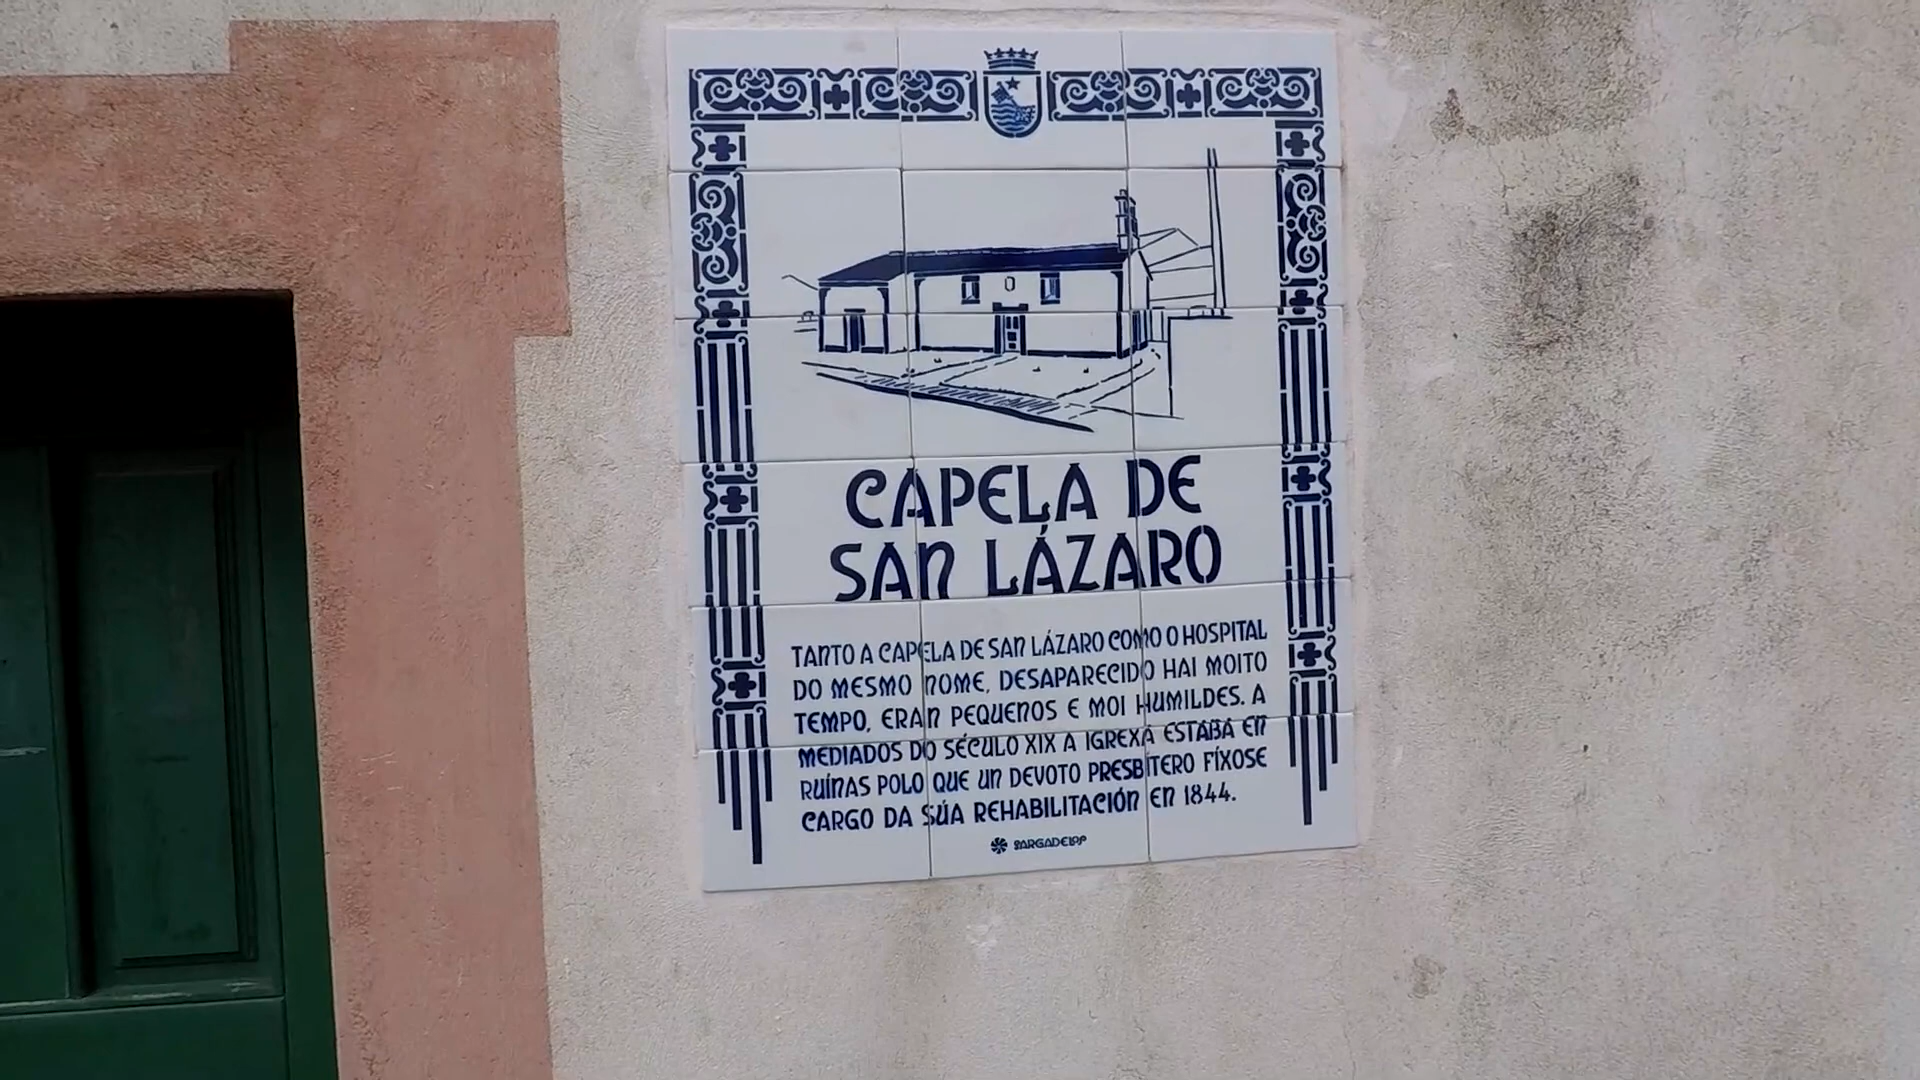 CAPELA DE
SAN LÁZARO
TANTO A CAPELA DE SAN LÁZARO COMO O HOSPITAL
DO MESMO NOME, DESAPARECIDO HAI MOITO
TEMPO, ERAN PEQUENOS E MOI HUMILDES. A
MEDIADOS DO SÉCULO XIX A IGREXA ESTABA EN
RUÍNAS POLO QUE UN DEVOTO PRESBÍTERO FÍXOSE
CARGO DA SÚA REHABILITACIÓN EN 1844.
SARGADELOS